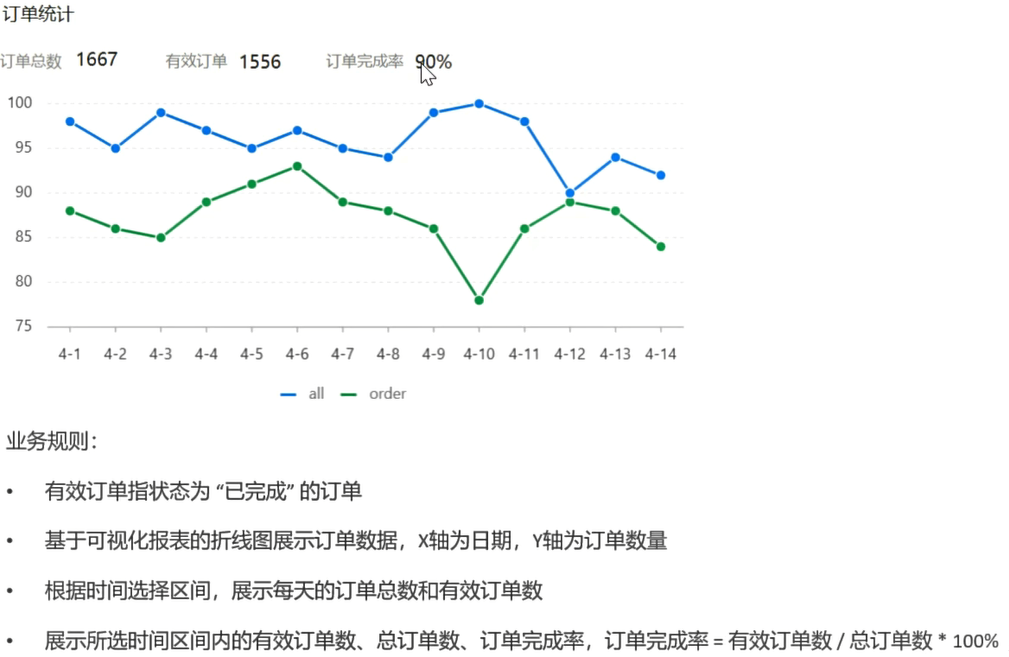 订单统计
订单总数 1667 有效订单 1556 订单完成率 90%
100
95
90
85
80
75
4-1 4-2 4-3 4-4 4-5 4-6 4-7 4-8 4-9 4-10 4-11 4-12 4-13 4-14
all order
业务规则：
• 有效订单指状态为 “已完成” 的订单
• 基于可视化报表的折线图展示订单数据，X轴为日期，Y轴为订单数量
• 根据时间选择区间，展示每天的订单总数和有效订单数
• 展示所选时间区间内的有效订单数、总订单数、订单完成率，订单完成率 = 有效订单数 / 总订单数 * 100%